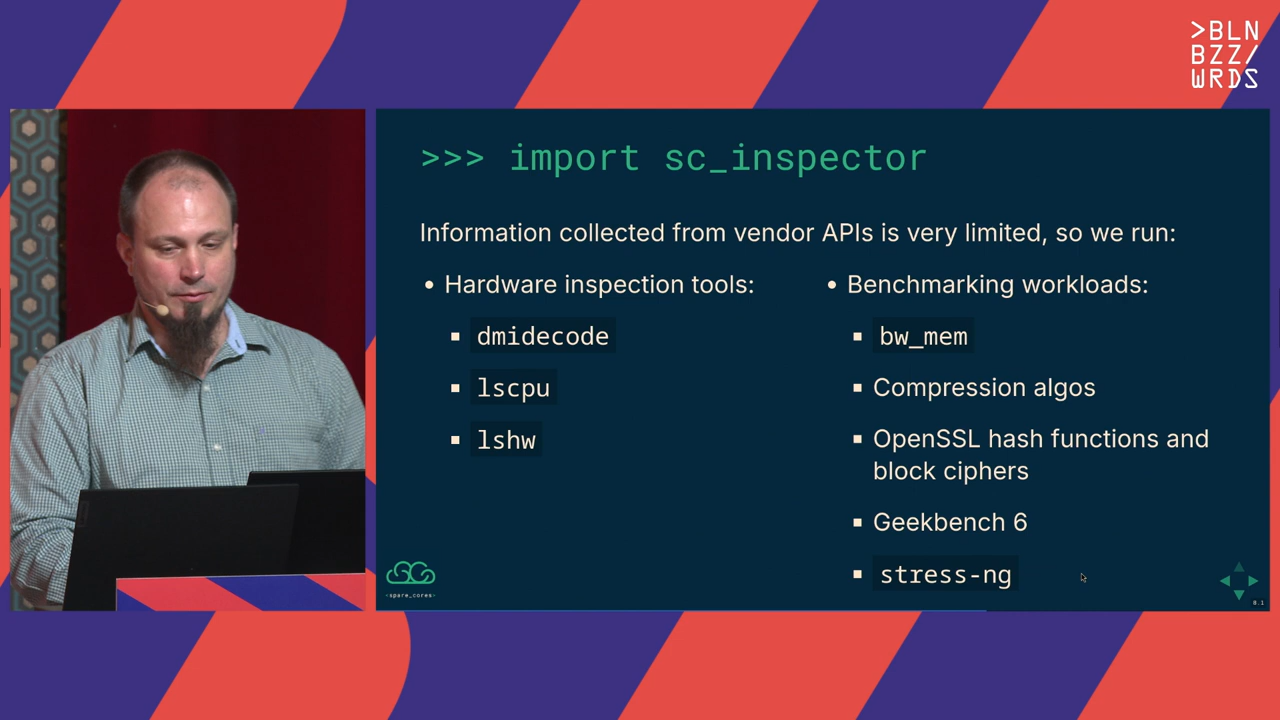 >BLN
BZZ/
WRDS
>>> import sc_inspector
Information collected from vendor APIs is very limited, so we run:
• Hardware inspection tools:
▪ dmidecode
▪ lscpu
▪ lshw
• Benchmarking workloads:
▪ bw_mem
▪ Compression algos
▪ OpenSSL hash functions and
block ciphers
▪ Geekbench 6
▪ stress-ng
<spare_cores>
8.1